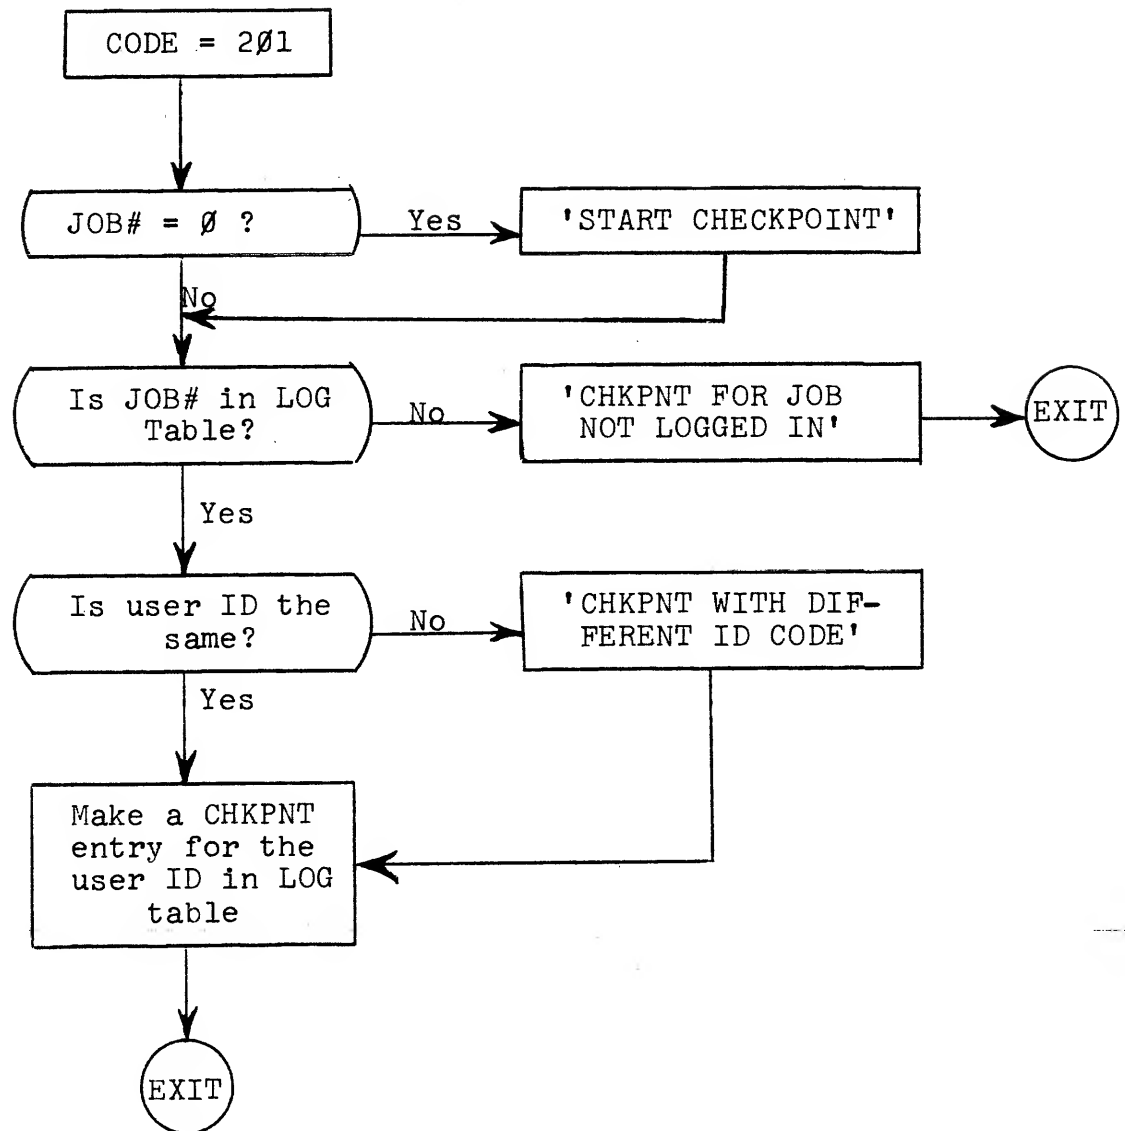 CODE = 2Ø1
JOB# = Ø ?
Yes
'START CHECKPOINT'
No
Is JOB# in LOG
Table?
No
'CHKPNT FOR JOB
NOT LOGGED IN'
EXIT
Yes
Is user ID the
same?
No
'CHKPNT WITH DIF-
FERENT ID CODE'
Yes
Make a CHKPNT
entry for the
user ID in LOG
table
EXIT